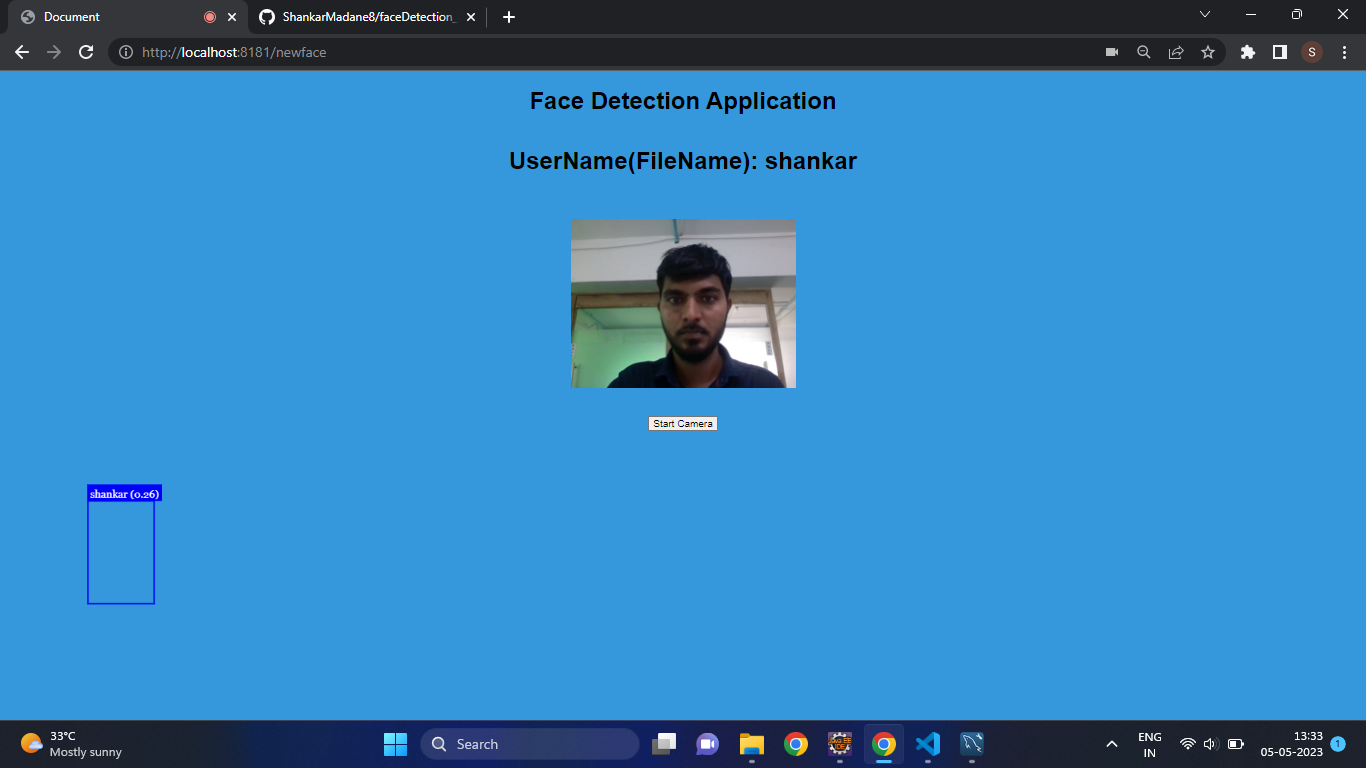 Document
ShankarMadane8/faceDetection_
http://localhost:8181/newface
S
Face Detection Application
UserName(FileName): shankar
Start Camera
shankar (0.26)
33°C
Mostly sunny
Search
ENG
IN
13:33
05-05-2023
1